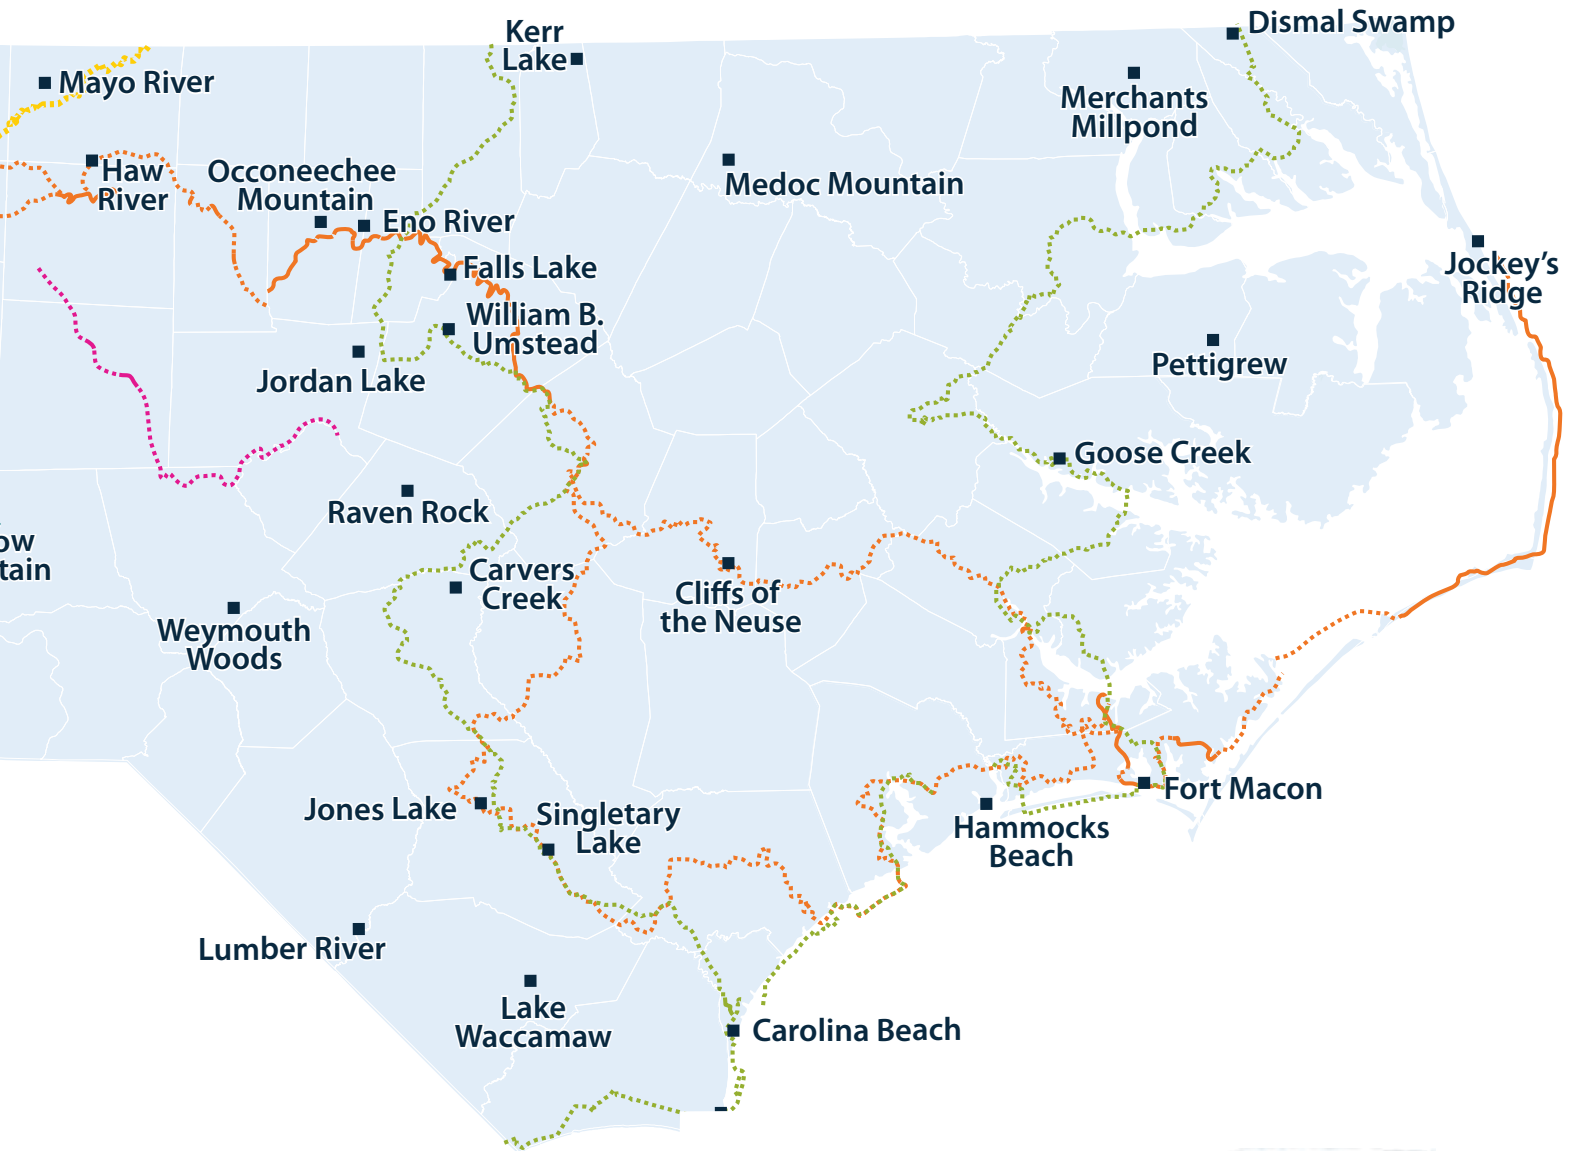 Dismal Swamp
Kerr
Lake
Mayo River
Merchants
Millpond
Haw
River
Occoneechee
Mountain
Medoc Mountain
Eno River
Falls Lake
Jockey's
Ridge
William B.
Umstead
Pettigrew
Jordan Lake
Goose Creek
Raven Rock
ow
tain
Carvers
Creek
Cliffs of
the Neuse
Weymouth
Woods
Fort Macon
Jones Lake
Singletary
Lake
Hammocks
Beach
Lumber River
Lake
Waccamaw
Carolina Beach